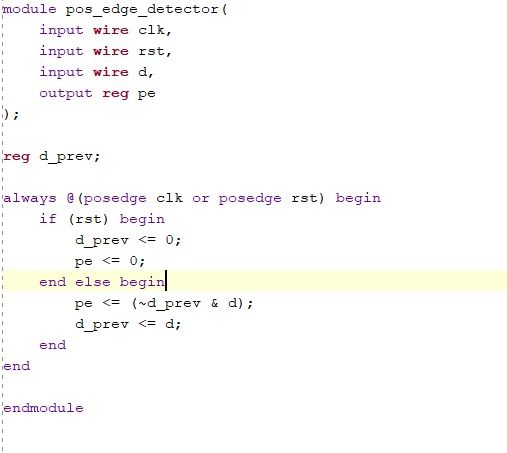 module pos_edge_detector(
    input wire clk,
    input wire rst,
    input wire d,
    output reg pe
);

reg d_prev;

always @(posedge clk or posedge rst) begin
    if (rst) begin
        d_prev <= 0;
        pe <= 0;
    end else begin
        pe <= (~d_prev & d);
        d_prev <= d;
    end
end

endmodule